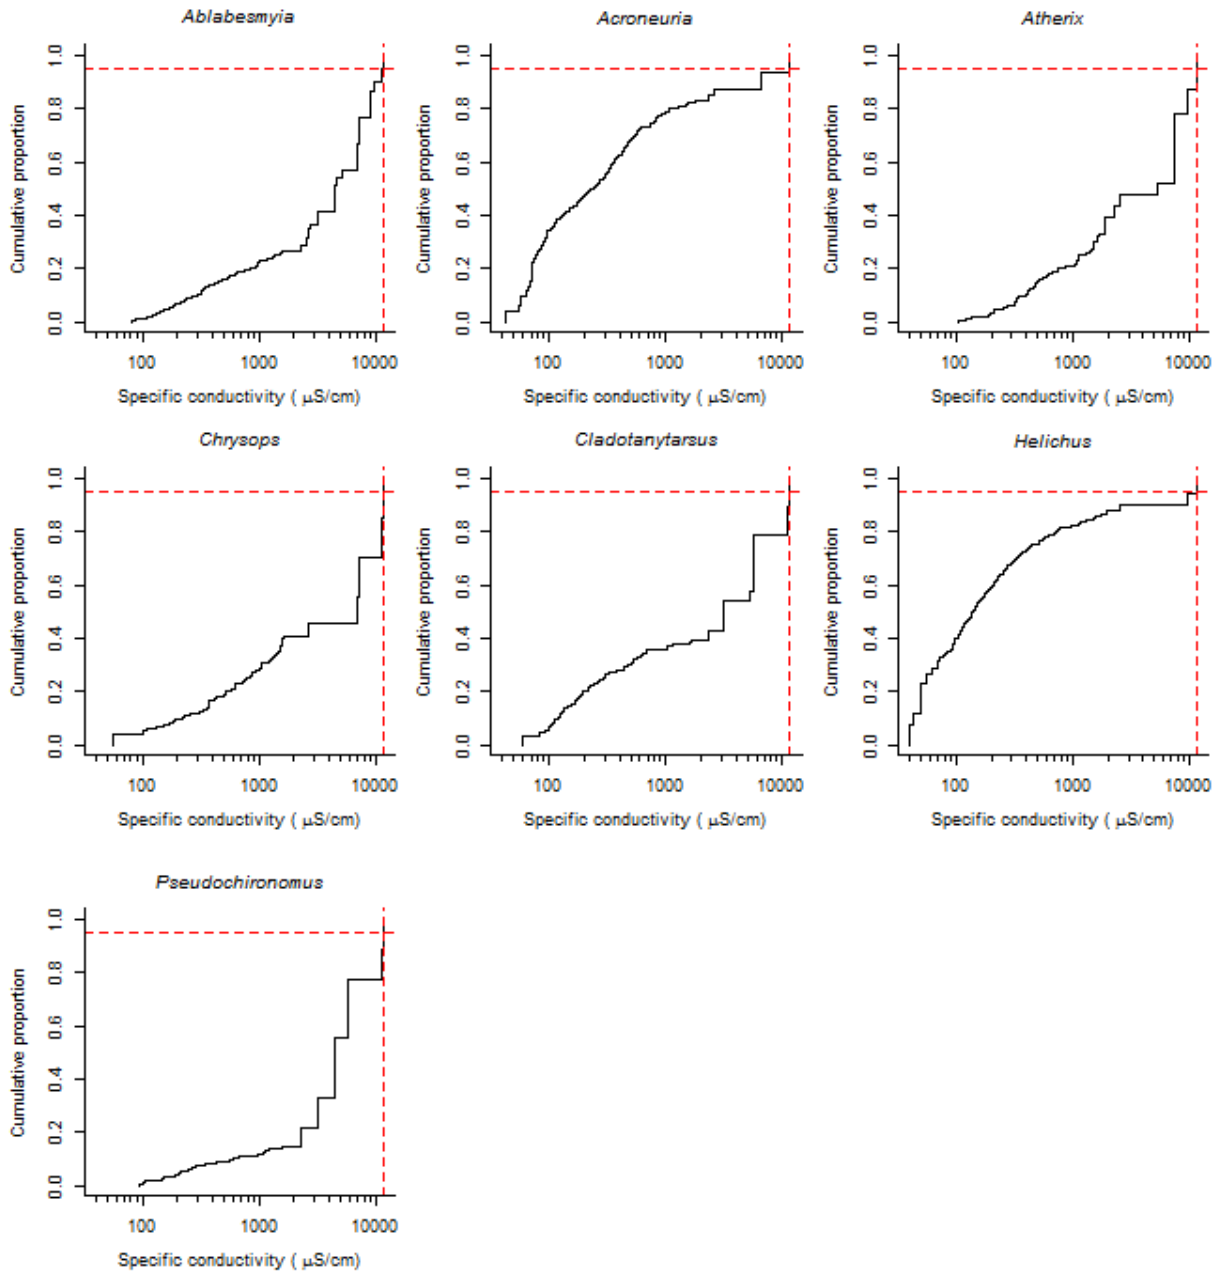 Ablabesmyia
Cumulative proportion
0.0 0.2 0.4 0.6 0.8 1.0
100 1000 10000
Specific conductivity ( μS/cm)
Acroneuria
Cumulative proportion
0.0 0.2 0.4 0.6 0.8 1.0
100 1000 10000
Specific conductivity ( μS/cm)
Atherix
Cumulative proportion
0.0 0.2 0.4 0.6 0.8 1.0
100 1000 10000
Specific conductivity ( μS/cm)
Chrysops
Cumulative proportion
0.0 0.2 0.4 0.6 0.8 1.0
100 1000 10000
Specific conductivity ( μS/cm)
Cladotanytarsus
Cumulative proportion
0.0 0.2 0.4 0.6 0.8 1.0
100 1000 10000
Specific conductivity ( μS/cm)
Helichus
Cumulative proportion
0.0 0.2 0.4 0.6 0.8 1.0
100 1000 10000
Specific conductivity ( μS/cm)
Pseudochironomus
Cumulative proportion
0.0 0.2 0.4 0.6 0.8 1.0
100 1000 10000
Specific conductivity ( μS/cm)